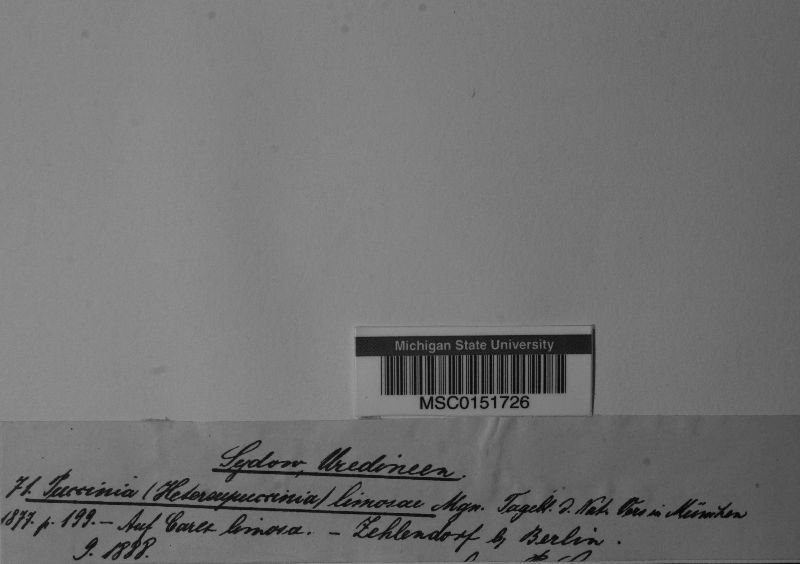 Michigan State University
MSC0151726
Sydow, Uredineen.
71. Puccinia (Heteropuccinia) limosae Mgn. Tagebl. d. Nat. Vers in München
1877. p. 199. — Auf Carex limosa. — Zehlendorf b. Berlin.
9. 1888.